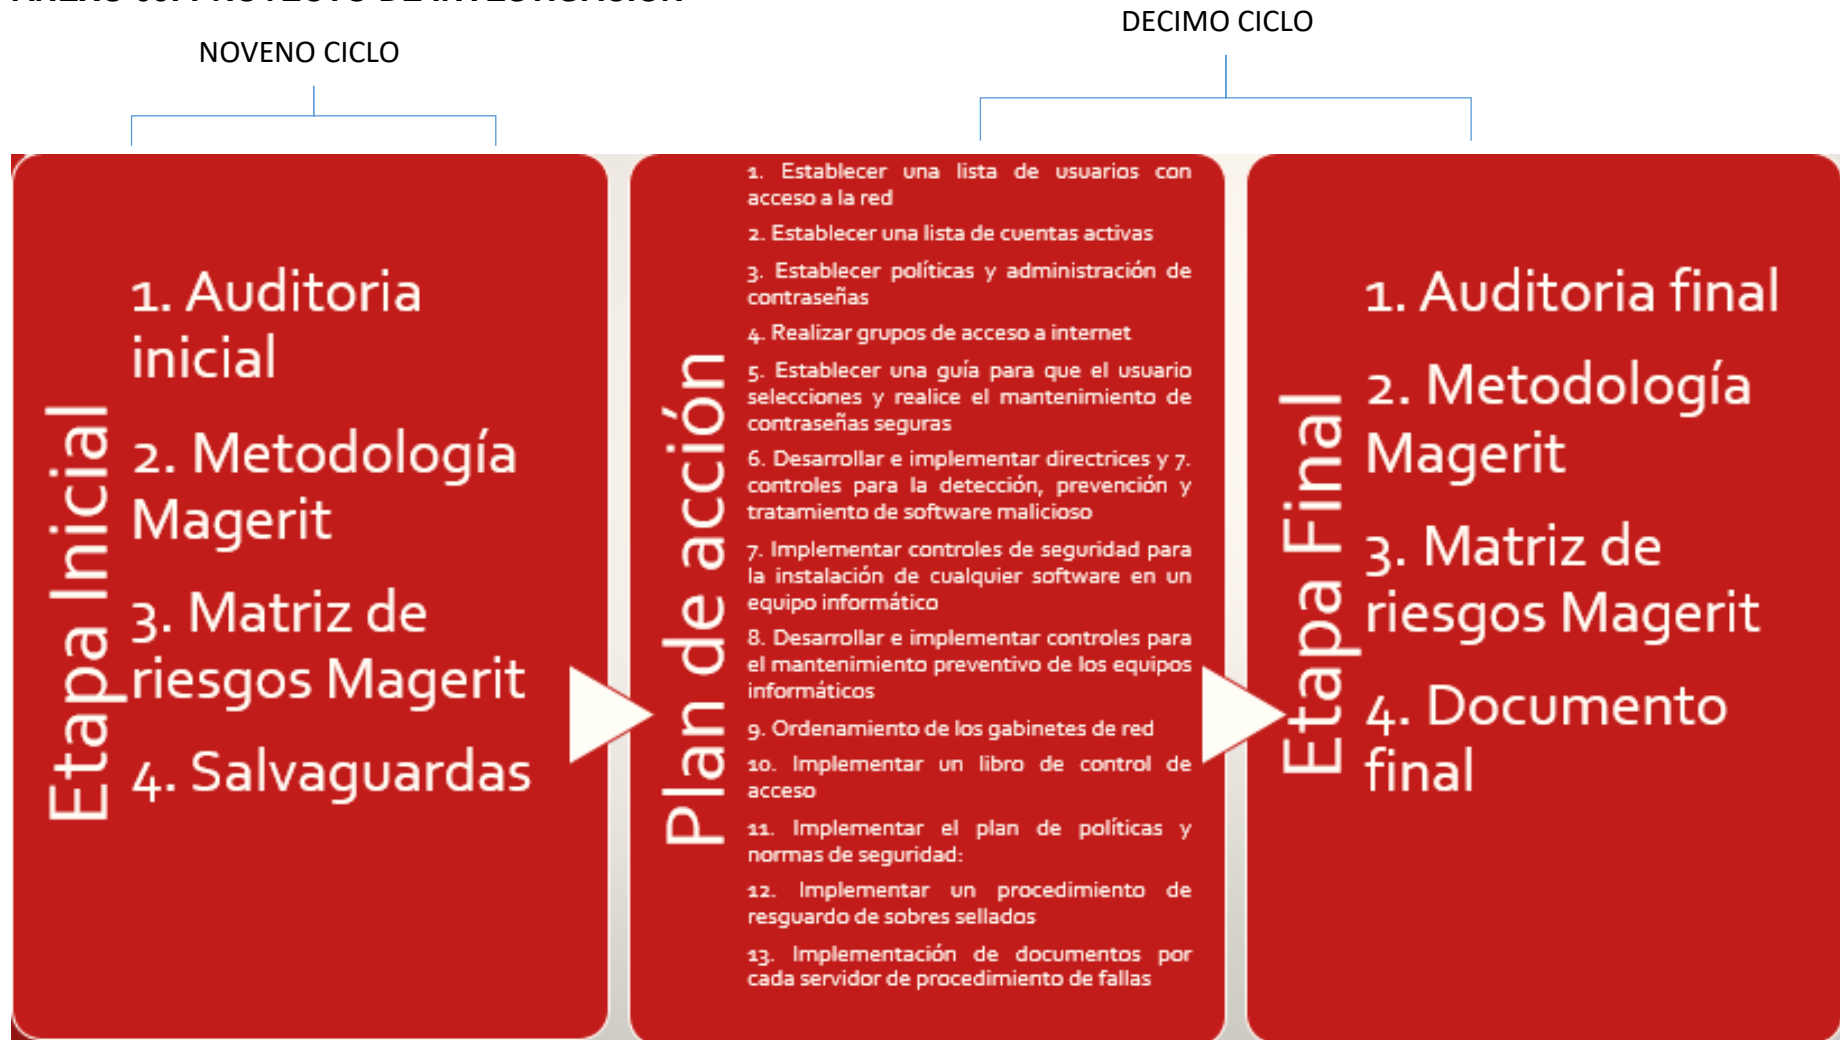 DECIMO CICLO
NOVENO CICLO
Etapa Inicial
1. Auditoria
inicial
2. Metodología
Magerit
3. Matriz de
riesgos Magerit
4. Salvaguardas
Plan de acción
1. Establecer una lista de usuarios con
acceso a la red
2. Establecer una lista de cuentas activas
3. Establecer políticas y administración de
contraseñas
4. Realizar grupos de acceso a internet
5. Establecer una guía para que el usuario
selecciones y realice el mantenimiento de
contraseñas seguras
6. Desarrollar e implementar directrices y 7.
controles para la detección, prevención y
tratamiento de software malicioso
7. Implementar controles de seguridad para
la instalación de cualquier software en un
equipo informático
8. Desarrollar e implementar controles para
el mantenimiento preventivo de los equipos
informáticos
9. Ordenamiento de los gabinetes de red
10. Implementar un libro de control de
acceso
11. Implementar el plan de políticas y
normas de seguridad:
12. Implementar un procedimiento de
resguardo de sobres sellados
13. Implementación de documentos por
cada servidor de procedimiento de fallas
Etapa Final
1. Auditoria final
2. Metodología
Magerit
3. Matriz de
riesgos Magerit
4. Documento
final